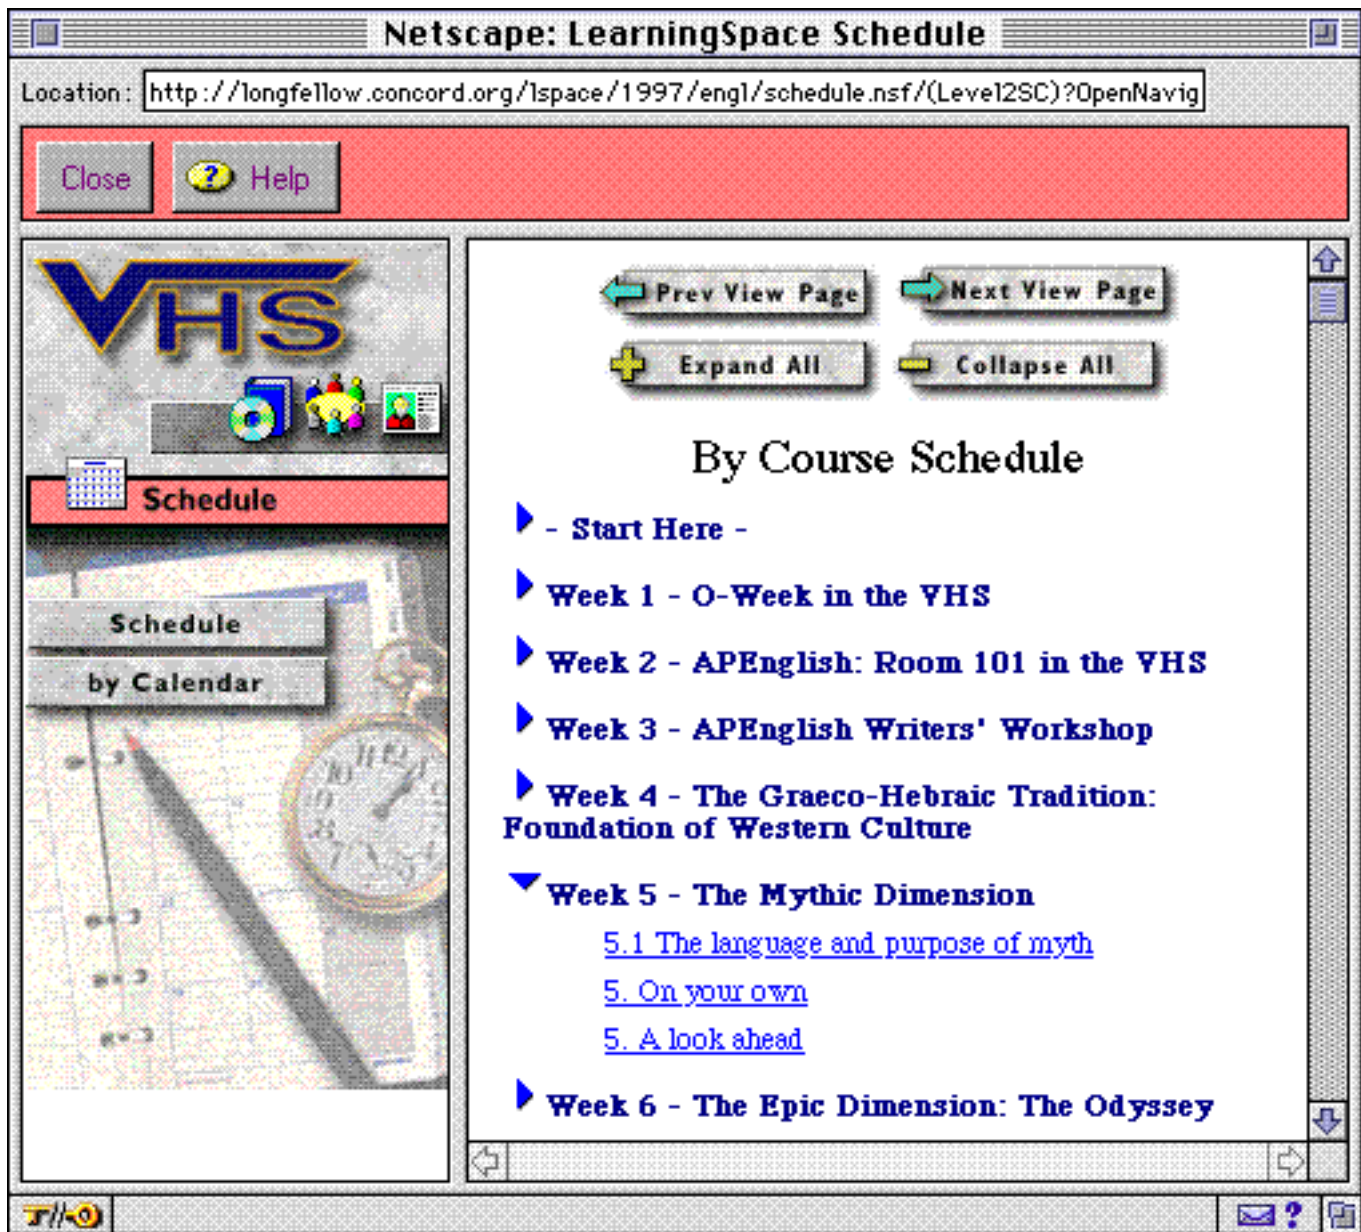 Netscape: LearningSpace Schedule
Location: http://longfellow.concord.org/lspace/1997/engl/schedule.nsf/(Level2SC)?OpenNavig
Close
? Help
VHS
Schedule
Schedule
by Calendar
Prev View Page
Next View Page
Expand All
Collapse All
By Course Schedule
- Start Here -
Week 1 - O-Week in the VHS
Week 2 - APEnglish: Room 101 in the VHS
Week 3 - APEnglish Writers' Workshop
Week 4 - The Graeco-Hebraic Tradition:
Foundation of Western Culture
Week 5 - The Mythic Dimension
5.1 The language and purpose of myth
5. On your own
5. A look ahead
Week 6 - The Epic Dimension: The Odyssey
?